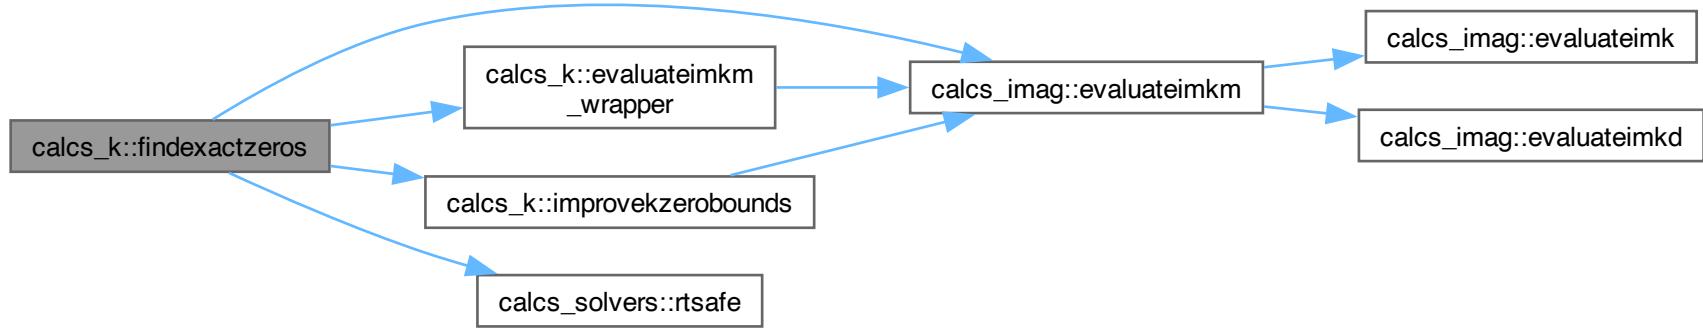 calcs_k::findexactzeros
calcs_k::evaluateimkm
_wrapper
calcs_k::improvekzerobounds
calcs_solvers::rtsafe
calcs_imag::evaluateimkm
calcs_imag::evaluateimk
calcs_imag::evaluateimkd